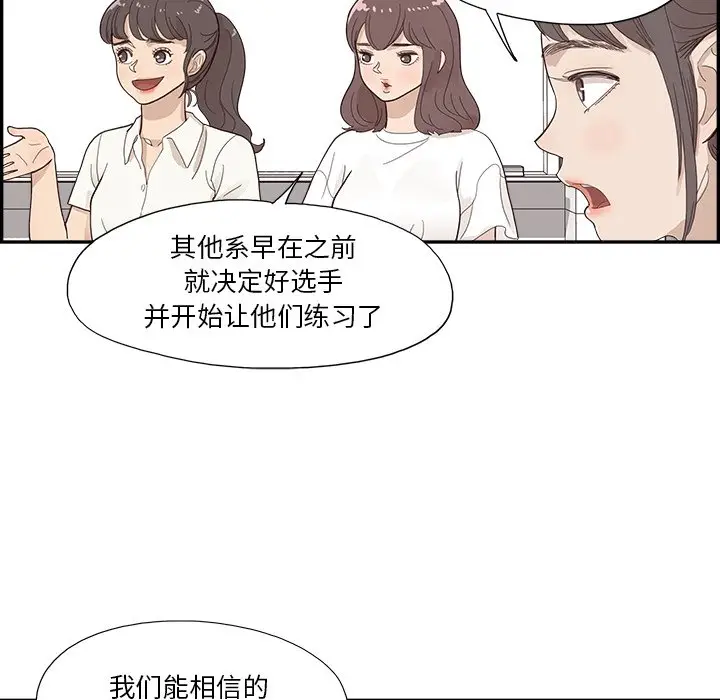 其他系早在之前
就决定好选手
并开始让他们练习了
我们能相信的